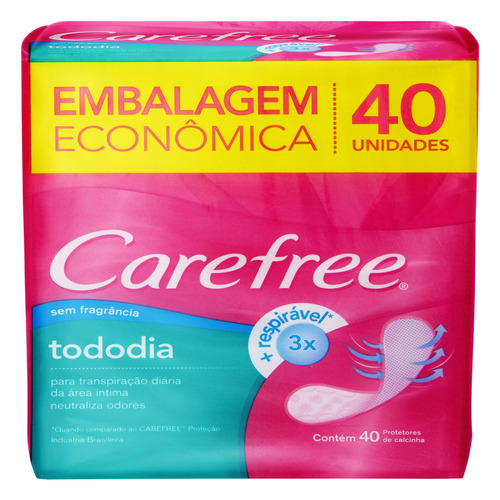 EMBALAGEM
ECONÔMICA
40
UNIDADES
Carefree®
sem fragrância
+ respirável*
3x
tododia
para transpiração diária
da área íntima
neutraliza odores
*Quando comparado ao CAREFREE® Proteção
Indústria Brasileira
Contém 40 Protetores
de calcinha